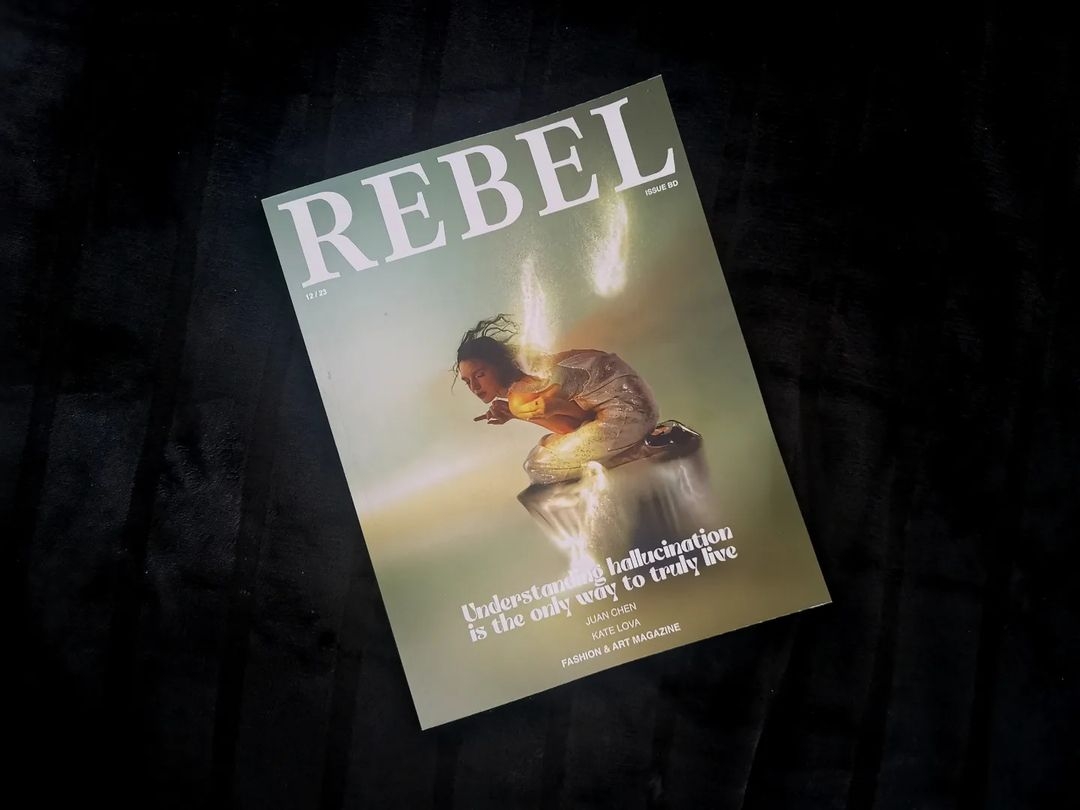 REBEL
ISSUE BD
12 / 23
Understanding hallucination
is the only way to truly live
JUAN CHEN
KATE LOVA
FASHION & ART MAGAZINE